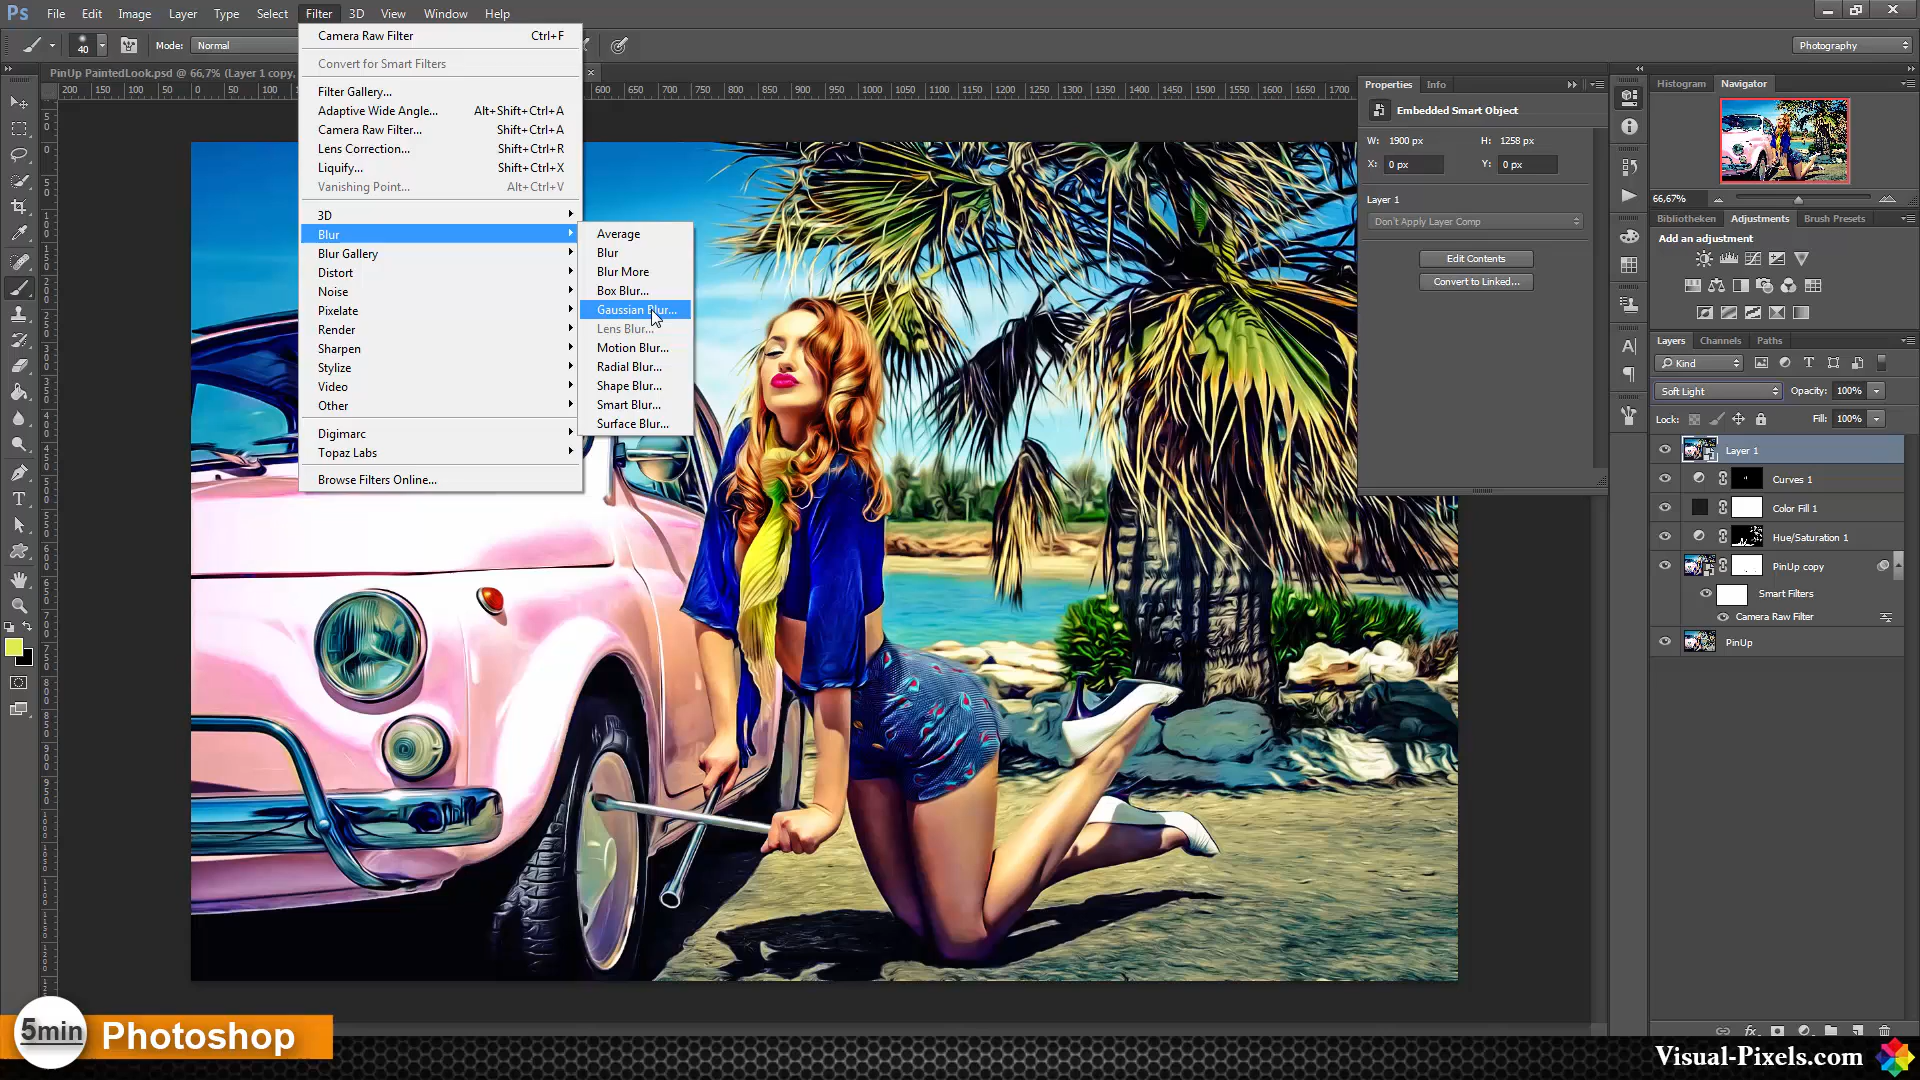 Ps File Edit Image Layer Type Select Filter 3D View Window Help
40 Mode: Normal Photography
PinUp PaintedLook.psd @ 66,7% (Layer 1 copy,
200 150 100 50 0 50 100 600 650 700 750 800 850 900 950 1000 1050 1100 1150 1200 1250 1300 1350 1400 1450 1500 1550 1600 1650 1700
Camera Raw Filter Ctrl+F
Convert for Smart Filters
Filter Gallery...
Adaptive Wide Angle... Alt+Shift+Ctrl+A
Camera Raw Filter... Shift+Ctrl+A
Lens Correction... Shift+Ctrl+R
Liquify... Shift+Ctrl+X
Vanishing Point... Alt+Ctrl+V
3D
Blur
Blur Gallery
Distort
Noise
Pixelate
Render
Sharpen
Stylize
Video
Other
Digimarc
Topaz Labs
Browse Filters Online...
Average
Blur
Blur More
Box Blur...
Gaussian Blur...
Lens Blur...
Motion Blur...
Radial Blur...
Shape Blur...
Smart Blur...
Surface Blur...
Properties Info
Embedded Smart Object
W: 1900 px H: 1258 px
X: 0 px Y: 0 px
Layer 1
Don't Apply Layer Comp
Edit Contents
Convert to Linked...
Histogram Navigator
66,67%
Bibliotheken Adjustments Brush Presets
Add an adjustment
Layers Channels Paths
Kind
Soft Light Opacity: 100%
Lock: Fill: 100%
Layer 1
Curves 1
Color Fill 1
Hue/Saturation 1
PinUp copy
Smart Filters
Camera Raw Filter
PinUp
5min Photoshop
Visual-Pixels.com